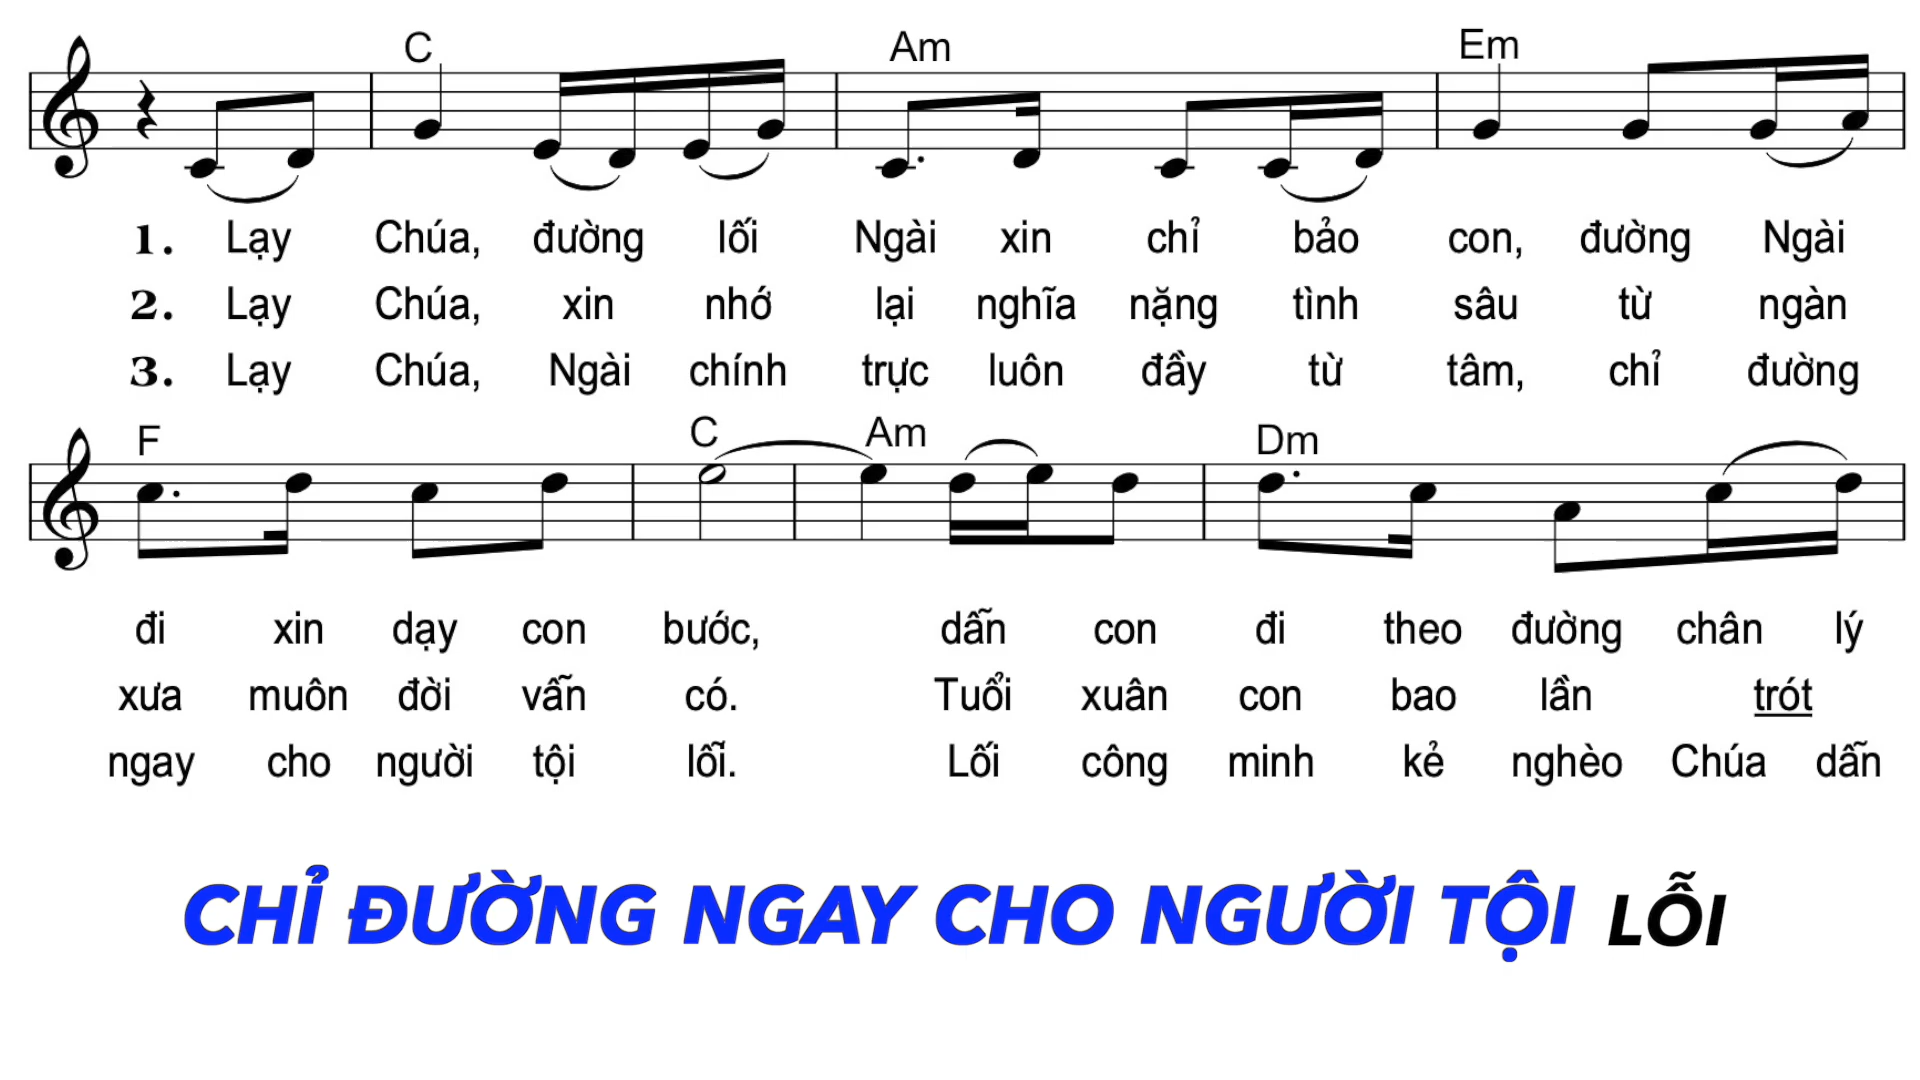 C Am Em
1. Lạy Chúa, đường lối Ngài xin chỉ bảo con, đường Ngài
2. Lạy Chúa, xin nhớ lại nghĩa nặng tình sâu từ ngàn
3. Lạy Chúa, Ngài chính trực luôn đầy từ tâm, chỉ đường
F C Am Dm
đi xin dạy con bước, dẫn con đi theo đường chân lý
xưa muôn đời vẫn có. Tuổi xuân con bao lần trót
ngay cho người tội lỗi. Lối công minh kẻ nghèo Chúa dẫn
CHỈ ĐƯỜNG NGAY CHO NGƯỜI TỘI LỖI